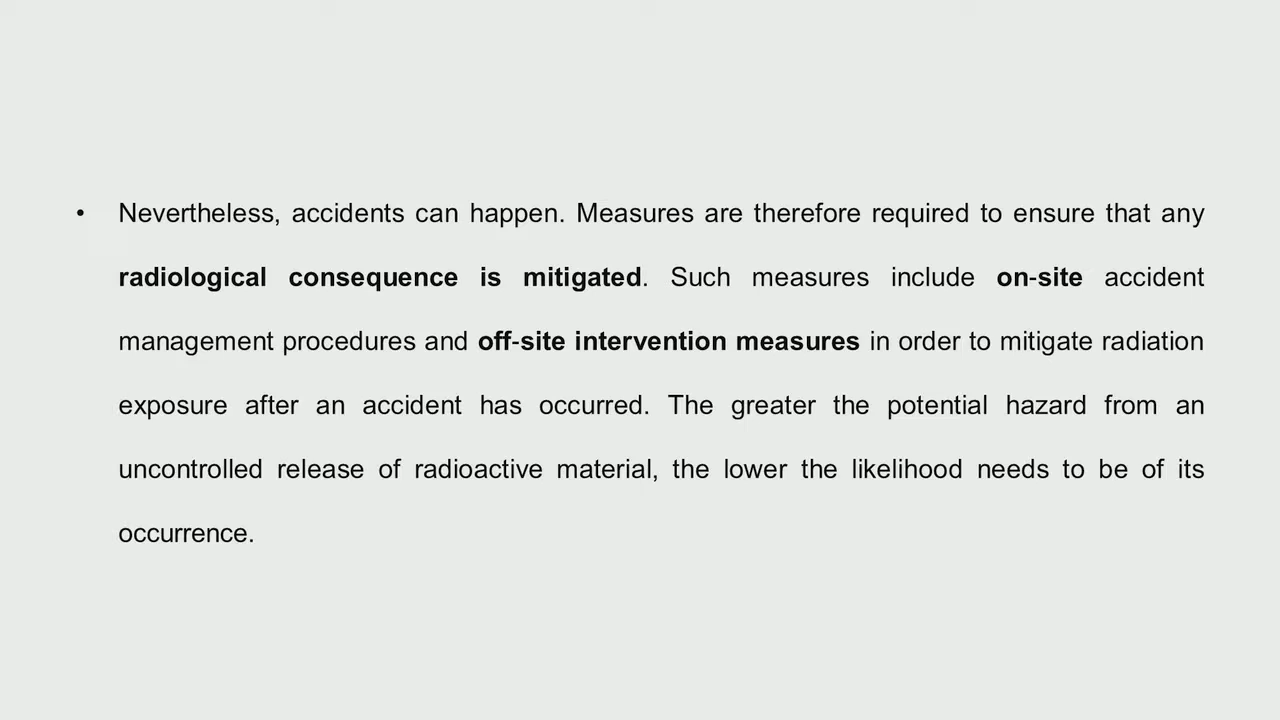 • Nevertheless, accidents can happen. Measures are therefore required to ensure that any
radiological consequence is mitigated. Such measures include on-site accident
management procedures and off-site intervention measures in order to mitigate radiation
exposure after an accident has occurred. The greater the potential hazard from an
uncontrolled release of radioactive material, the lower the likelihood needs to be of its
occurrence.